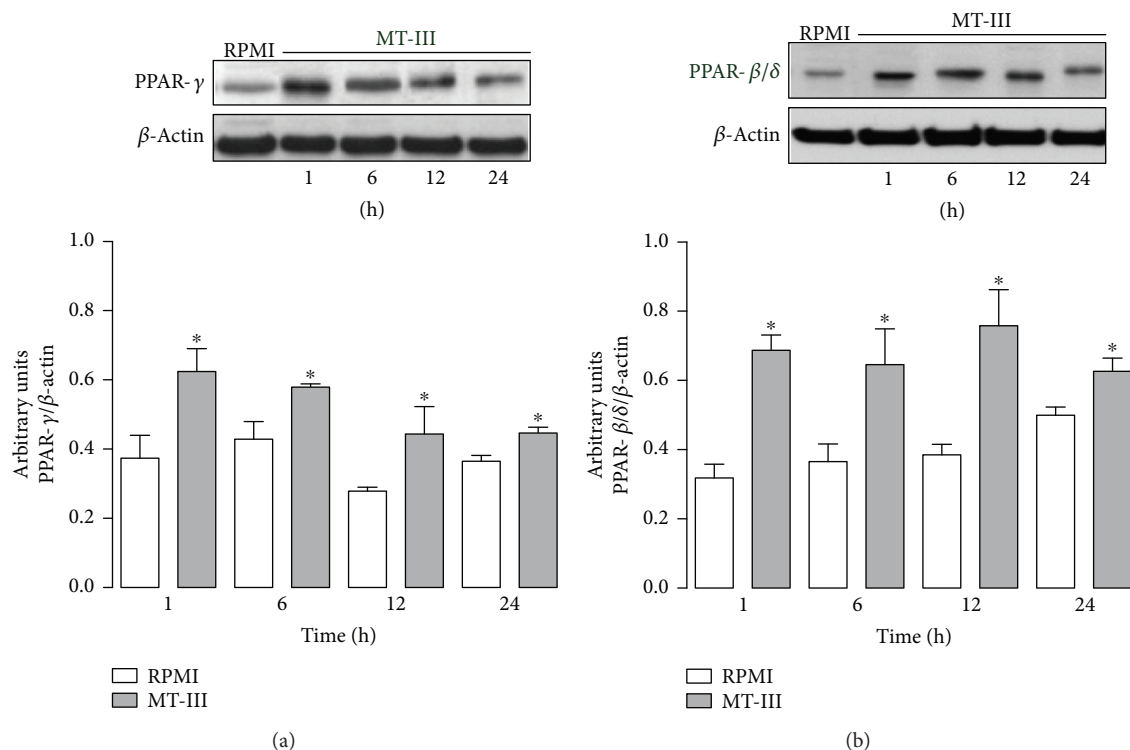 RPMI MT-III
PPAR-γ
β-Actin
1 6 12 24
(h)
1.0
0.8
0.6
0.4
0.2
0.0
Arbitrary units
PPAR-γ/β-actin
* * * *
1 6 12 24
Time (h)
RPMI
MT-III
(a)
RPMI MT-III
PPAR-β/δ
β-Actin
1 6 12 24
(h)
1.0
0.8
0.6
0.4
0.2
0.0
Arbitrary units
PPAR-β/δ/β-actin
* * * *
1 6 12 24
Time (h)
RPMI
MT-III
(b)